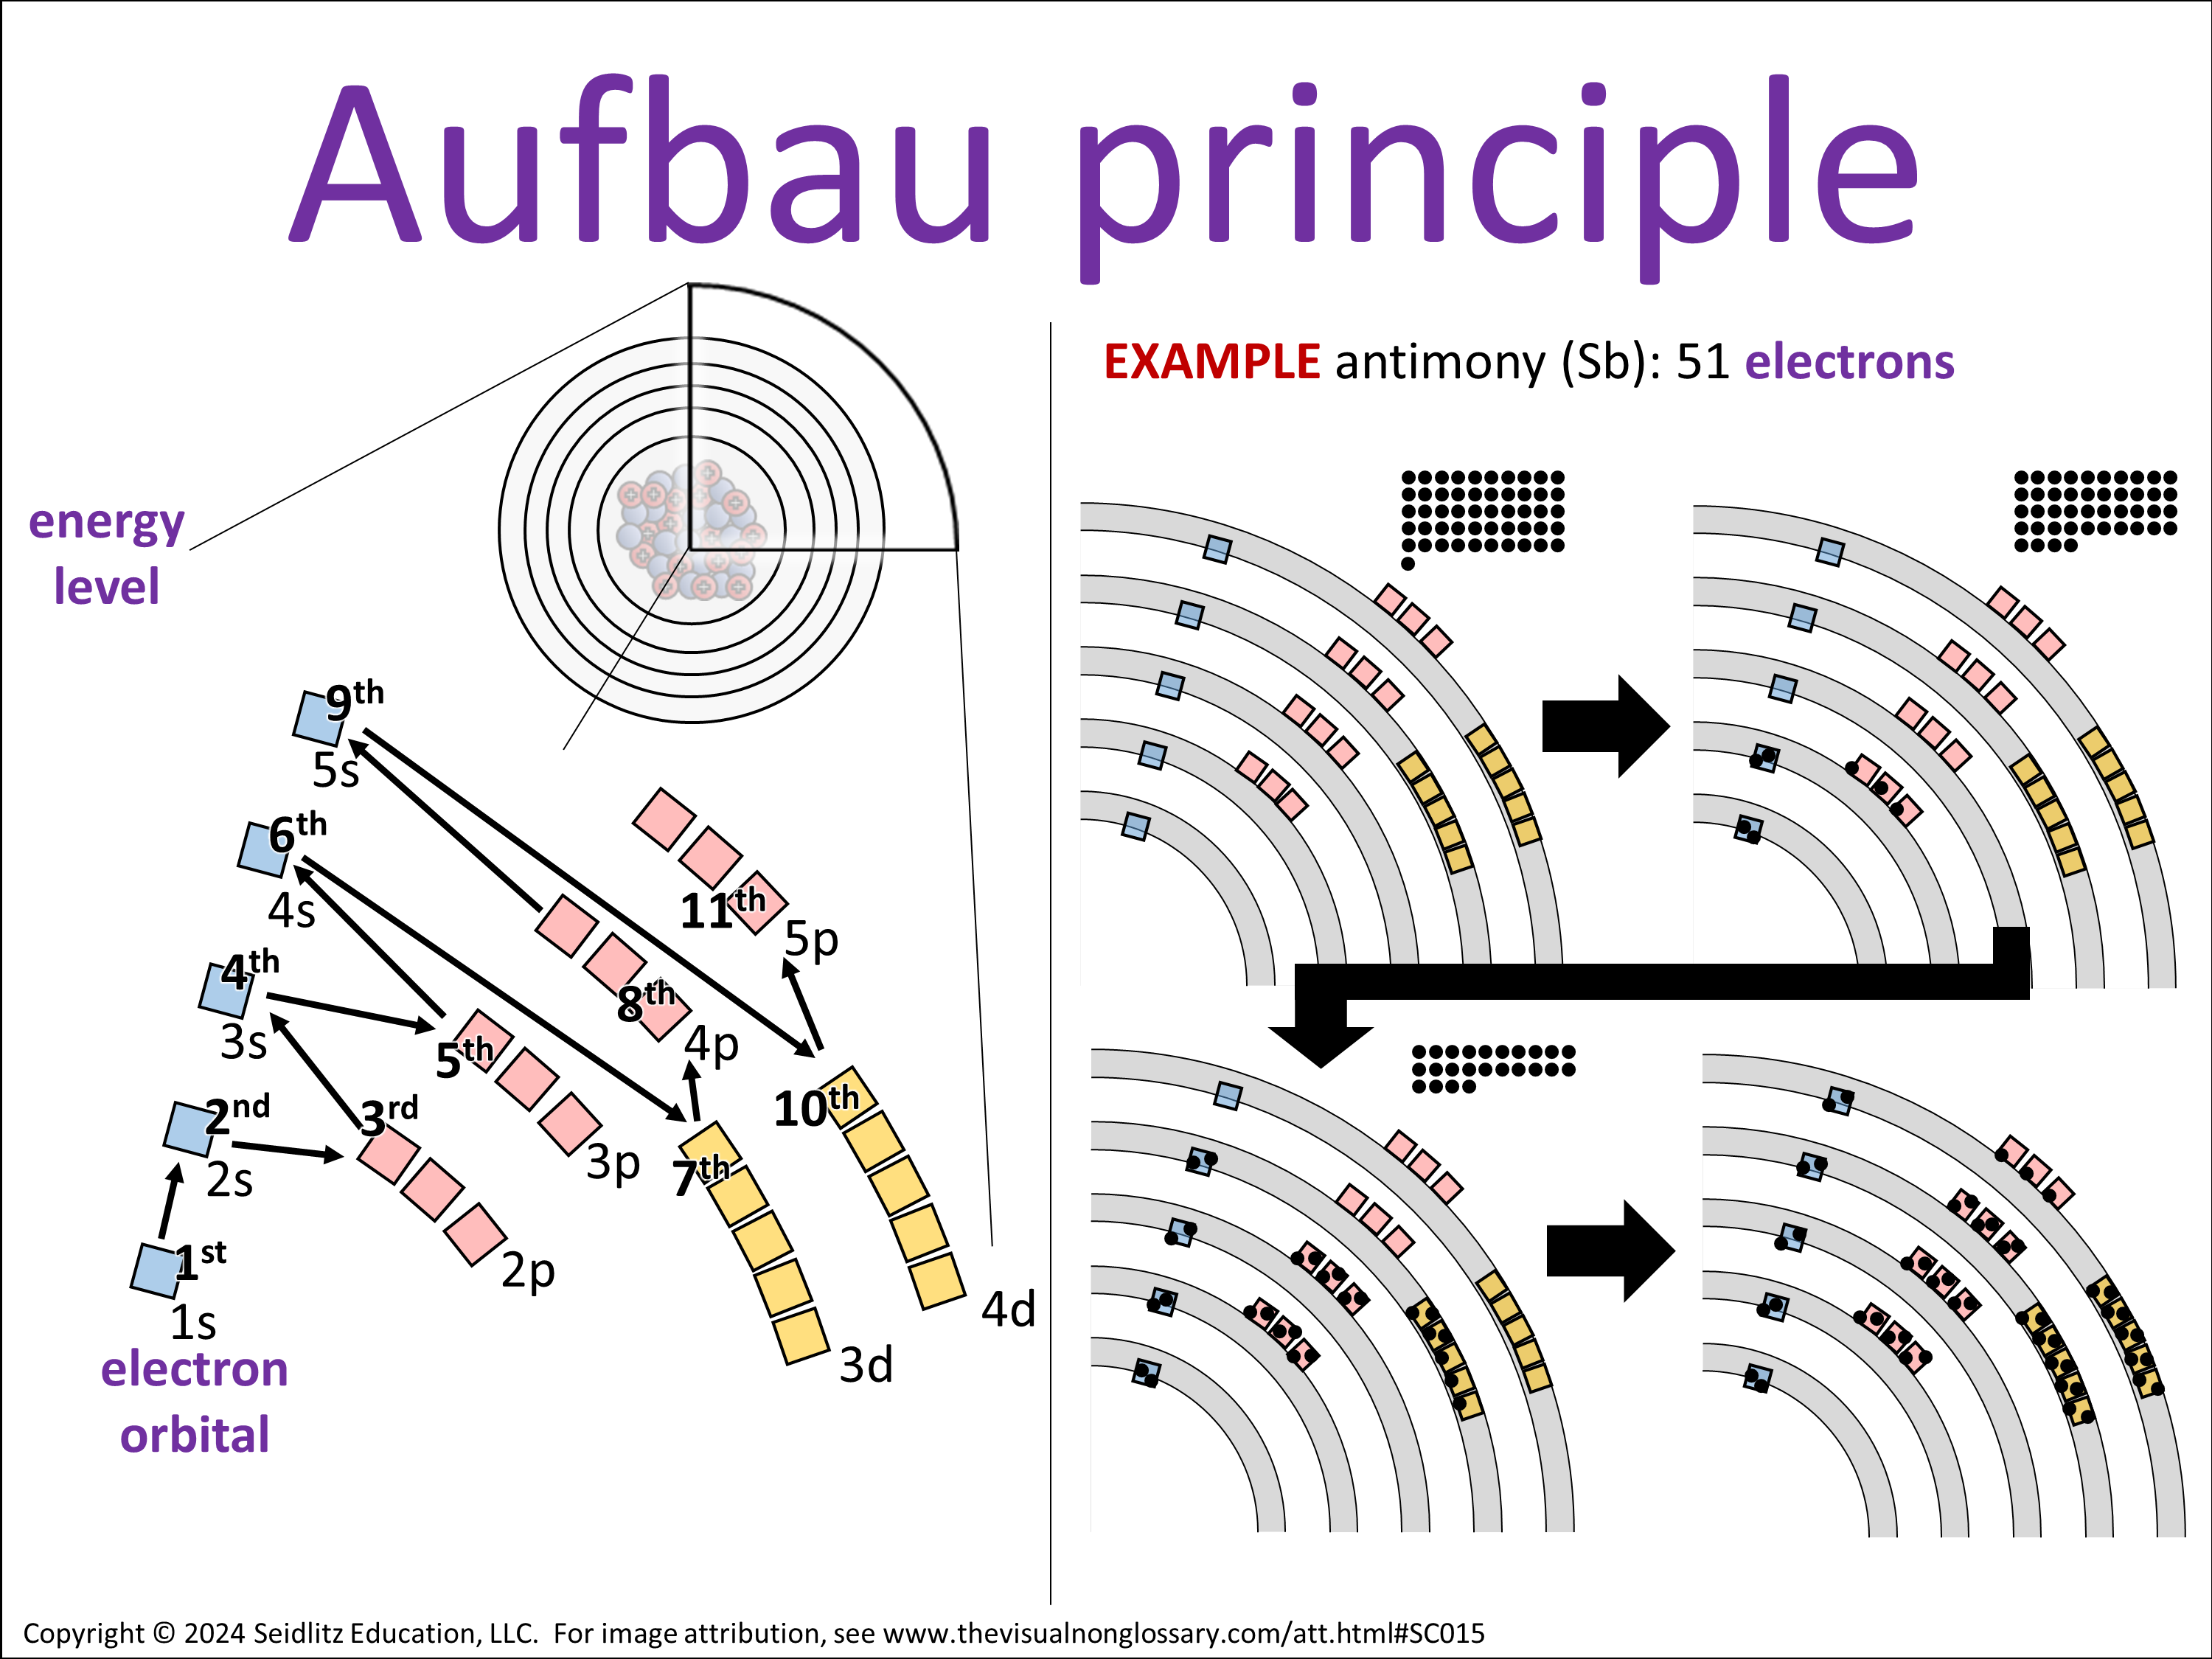 Aufbau principle
energy
level
9th
5s
6th
4s
4th
3s
2nd
2s
1st
1s
electron
orbital
3rd
2p
5th
3p
8th
4p
7th
3d
11th
5p
10th
4d
EXAMPLE antimony (Sb): 51 electrons
Copyright © 2024 Seidlitz Education, LLC.  For image attribution, see www.thevisualnonglossary.com/att.html#SC015